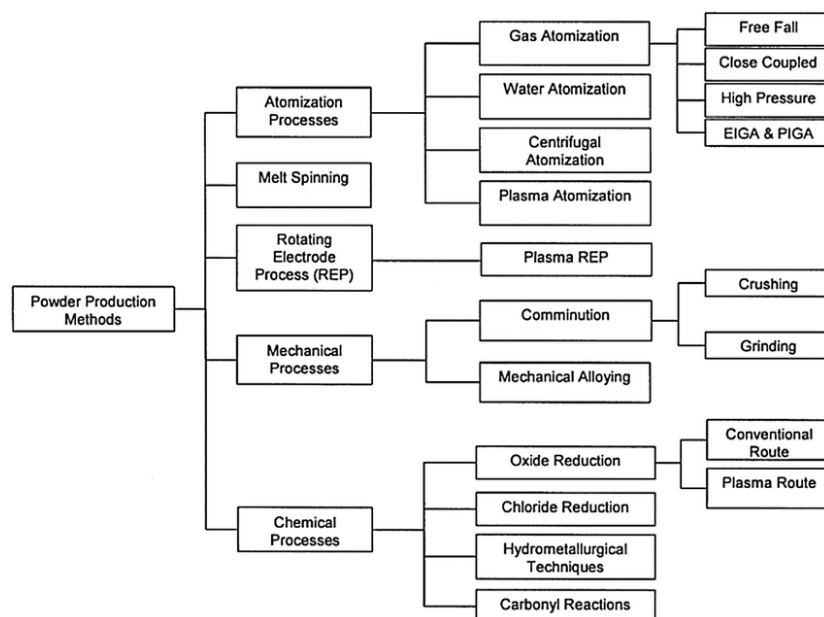 Powder Production
Methods
Atomization
Processes
Gas Atomization
Free Fall
Close Coupled
High Pressure
EIGA & PIGA
Water Atomization
Centrifugal
Atomization
Plasma Atomization
Melt Spinning
Rotating
Electrode
Process (REP)
Plasma REP
Mechanical
Processes
Comminution
Crushing
Grinding
Mechanical Alloying
Chemical
Processes
Oxide Reduction
Conventional
Route
Plasma Route
Chloride Reduction
Hydrometallurgical
Techniques
Carbonyl Reactions